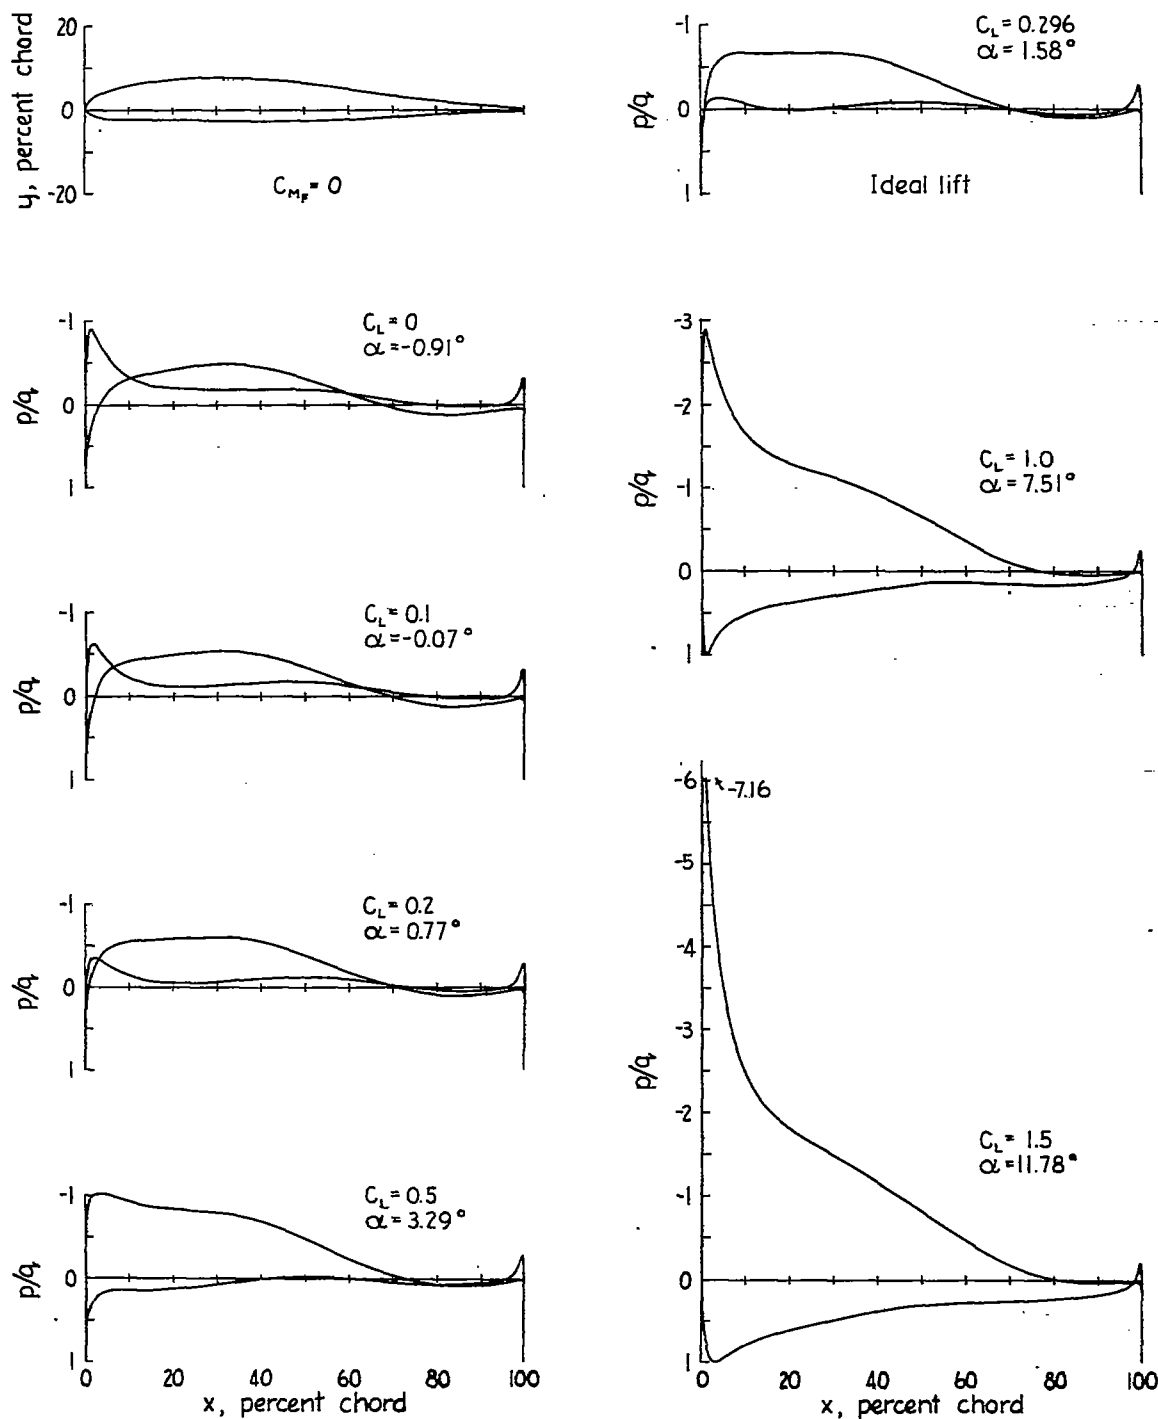 20
0
-20
y, percent chord
C_MF = 0
-1
0
1
p/q
C_L = 0
α = -0.91°
-1
0
1
p/q
C_L = 0.1
α = -0.07°
-1
0
1
p/q
C_L = 0.2
α = 0.77°
-1
0
1
p/q
C_L = 0.5
α = 3.29°
0 20 40 60 80 100
x, percent chord
-1
0
1
p/q
C_L = 0.296
α = 1.58°
Ideal lift
-3
-2
-1
0
1
p/q
C_L = 1.0
α = 7.51°
-6
-5
-4
-3
-2
-1
0
1
-7.16
p/q
C_L = 1.5
α = 11.78°
0 20 40 60 80 100
x, percent chord